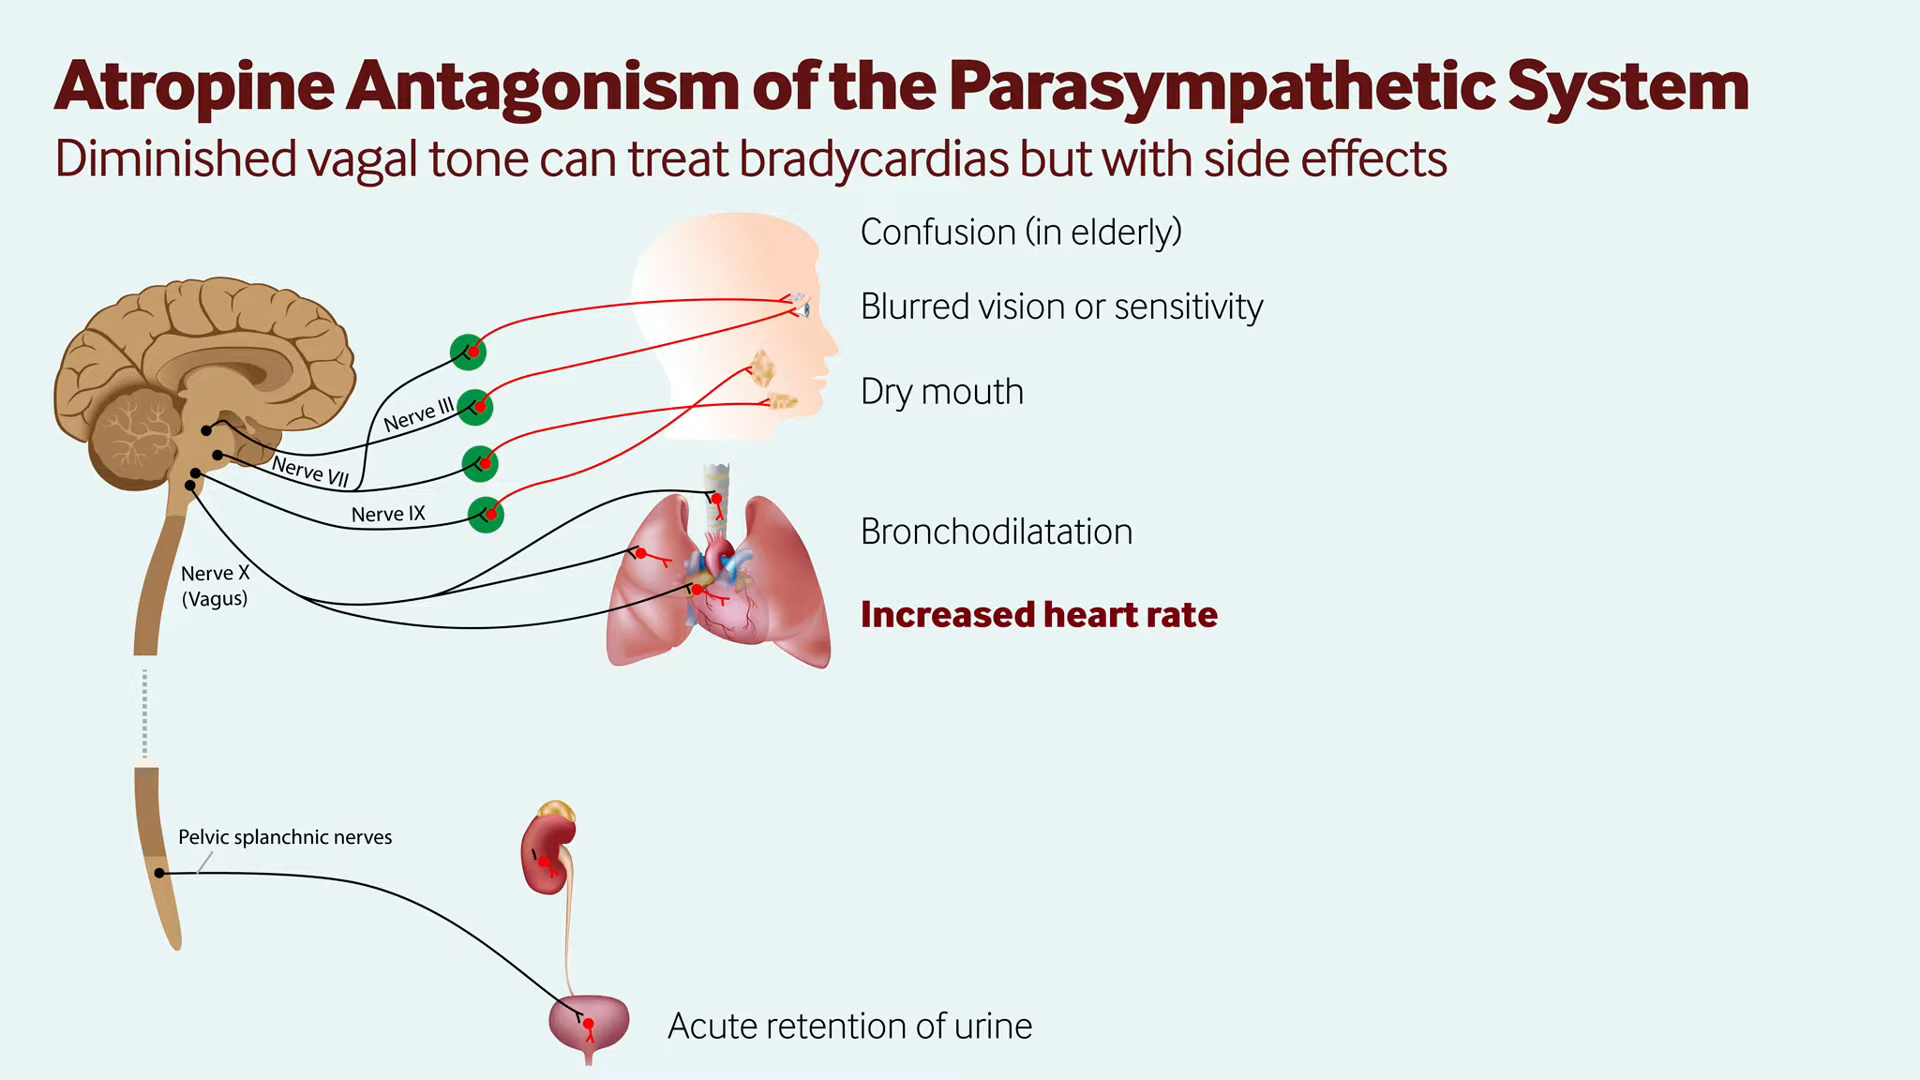 Atropine Antagonism of the Parasympathetic System
Diminished vagal tone can treat bradycardias but with side effects
Confusion (in elderly)
Blurred vision or sensitivity
Dry mouth
Nerve III
Nerve VII
Nerve IX
Bronchodilatation
Nerve X
(Vagus)
Increased heart rate
Pelvic splanchnic nerves
Acute retention of urine